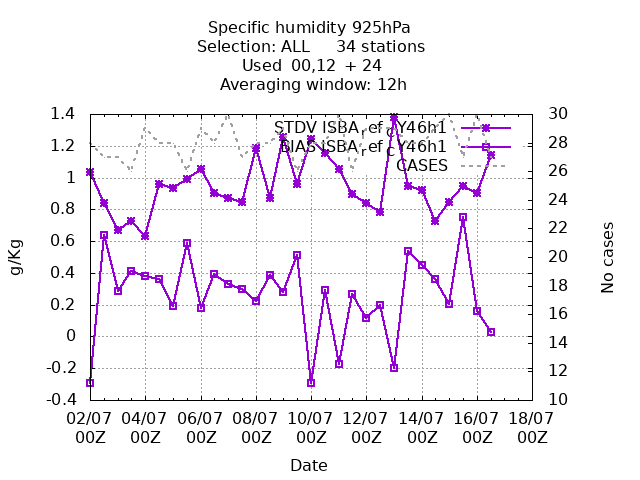 Specific humidity 925hPa
Selection: ALL 34 stations
Used 00,12 + 24
Averaging window: 12h
STDV ISBA_ref_CY46h1
BIAS ISBA_ref_CY46h1
CASES
1.4
1.2
1
0.8
0.6
0.4
0.2
0
-0.2
-0.4
30
28
26
24
22
20
18
16
14
12
10
g/Kg
No cases
02/07 04/07 06/07 08/07 10/07 12/07 14/07 16/07 18/07
00Z 00Z 00Z 00Z 00Z 00Z 00Z 00Z 00Z
Date